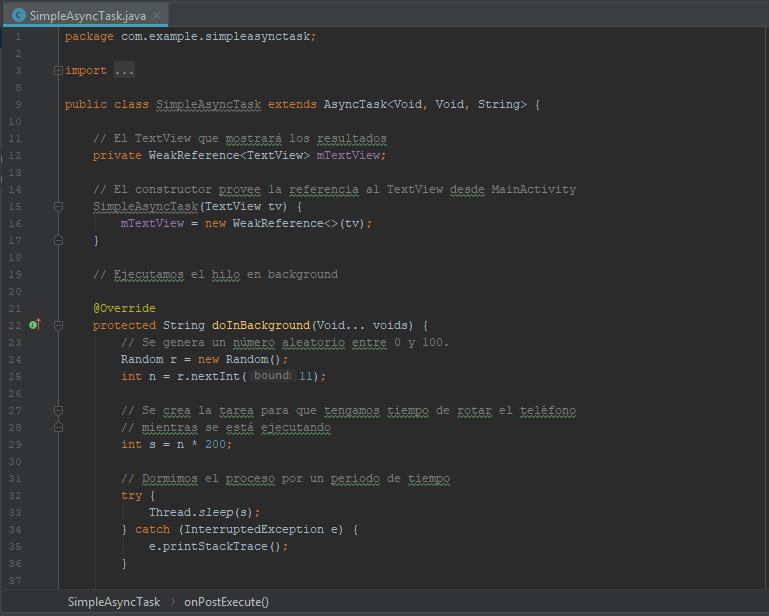 SimpleAsyncTask.java
1 package com.example.simpleasynctask;
2
3 import ...
8
9 public class SimpleAsyncTask extends AsyncTask<Void, Void, String> {
10
11 // El TextView que mostrará los resultados
12 private WeakReference<TextView> mTextView;
13
14 // El constructor provee la referencia al TextView desde MainActivity
15 SimpleAsyncTask(TextView tv) {
16 mTextView = new WeakReference<>(tv);
17 }
18
19 // Ejecutamos el hilo en background
20
21 @Override
22 protected String doInBackground(Void... voids) {
23 // Se genera un número aleatorio entre 0 y 100.
24 Random r = new Random();
25 int n = r.nextInt( bound: 11);
26
27 // Se crea la tarea para que tengamos tiempo de rotar el teléfono
28 // mientras se está ejecutando
29 int s = n * 200;
30
31 // Dormimos el proceso por un periodo de tiempo
32 try {
33 Thread.sleep(s);
34 } catch (InterruptedException e) {
35 e.printStackTrace();
36 }
37
SimpleAsyncTask › onPostExecute()